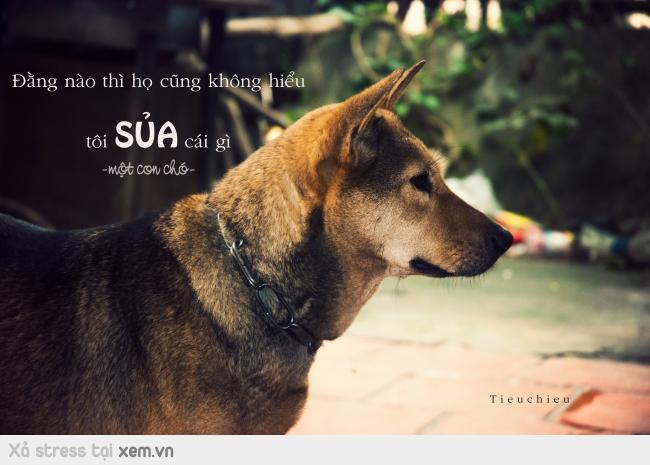 Đằng nào thì họ cũng không hiểu
tôi SỦA cái gì
-một con chó-
Tieuchieu
Xả stress tại xem.vn